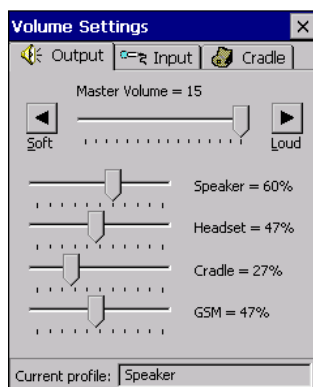 Volume Settings
Output Input Cradle
Master Volume = 15
Soft Loud
Speaker = 60%
Headset = 47%
Cradle = 27%
GSM = 47%
Current profile: Speaker